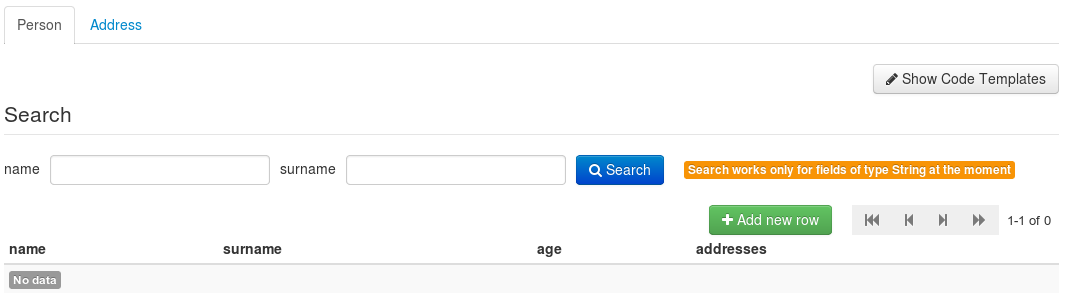 Person Address
Show Code Templates
Search
name surname Search Search works only for fields of type String at the moment
Add new row 1-1 of 0
name surname age addresses
No data